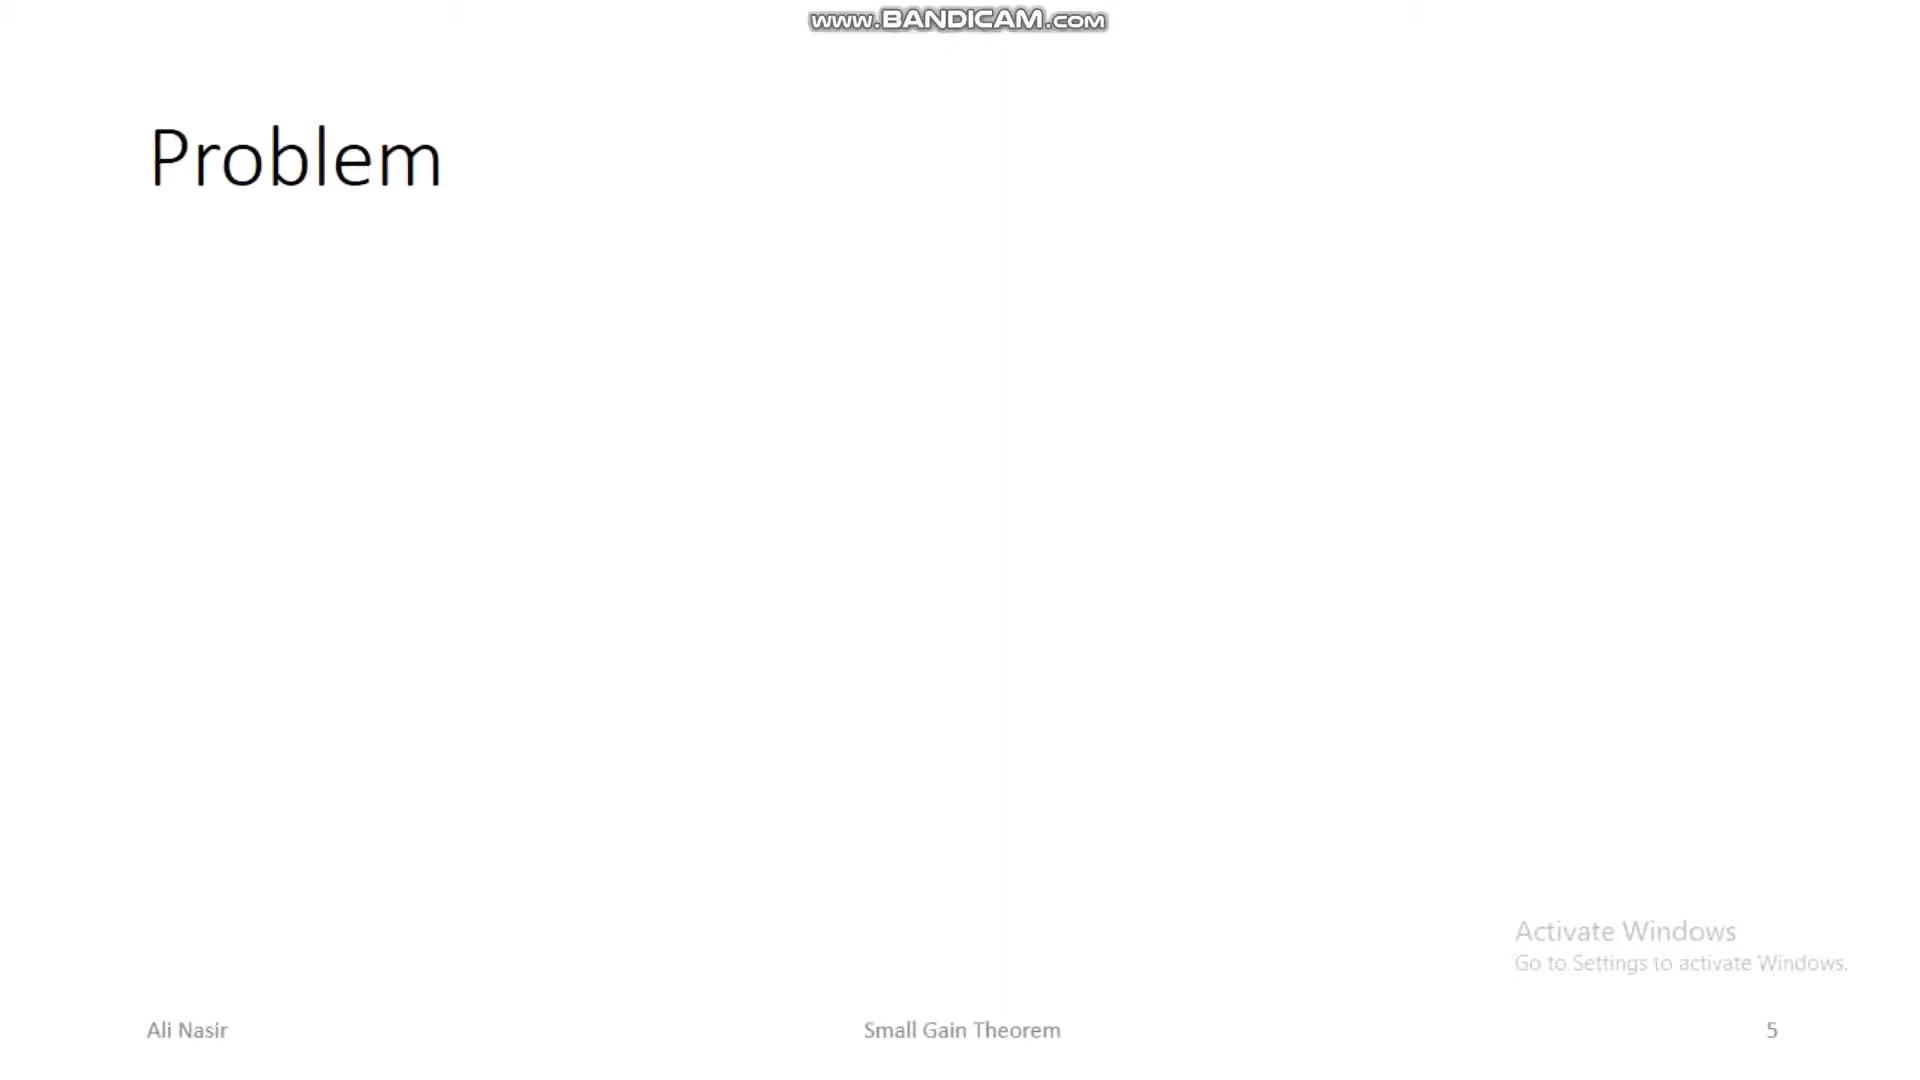 www.BANDICAM.com
Problem
Activate Windows
Go to Settings to activate Windows.
Ali Nasir
Small Gain Theorem
5